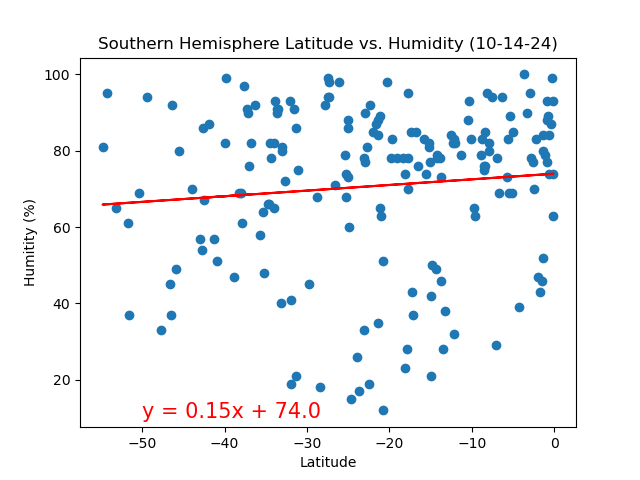 Southern Hemisphere Latitude vs. Humidity (10-14-24)
100
80
60
40
20
Humitity (%)
y = 0.15x + 74.0
−50 −40 −30 −20 −10 0
Latitude